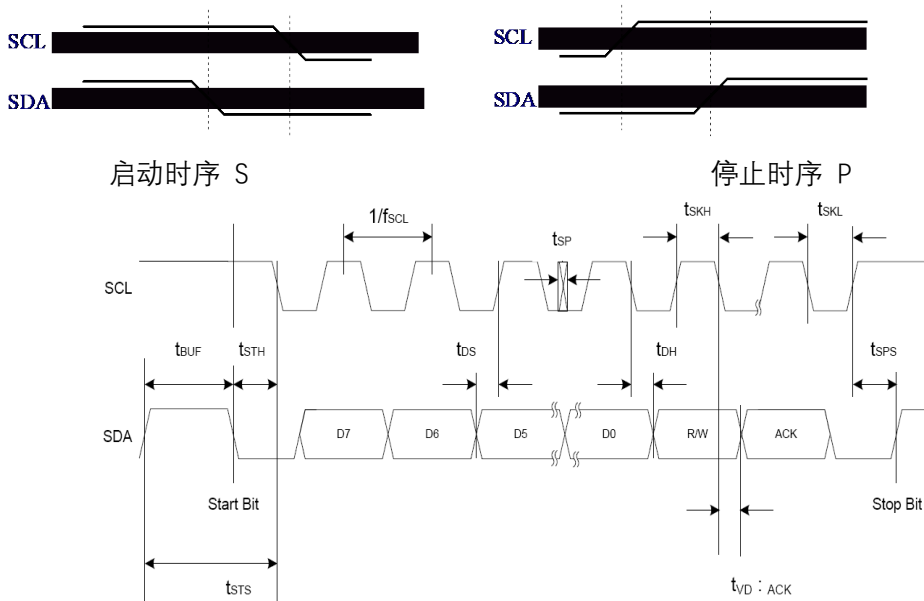 SCL
SCL
SDA
SDA
启动时序 S
停止时序 P
1/fSCL
tSP
tSKH
tSKL
SCL
tBUF
tSTH
tDS
tDH
tSPS
SDA
D7
D6
D5
D0
R/W
ACK
Start Bit
Stop Bit
tSTS
tVD : ACK